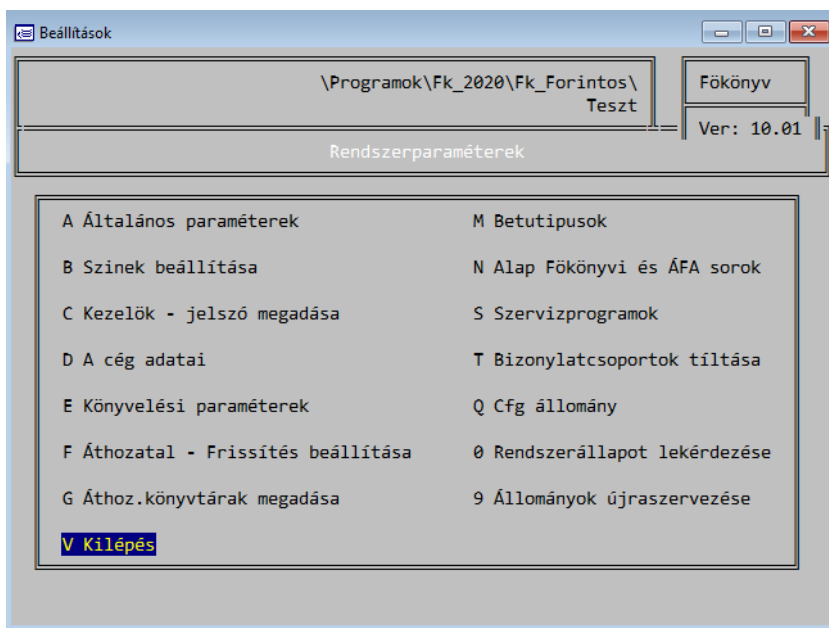 Beállítások
\Programok\Fk_2020\Fk_Forintos\
Teszt
Fökönyv
Ver: 10.01
Rendszerparaméterek
A Általános paraméterek
B Szinek beállítása
C Kezelök - jelszó megadása
D A cég adatai
E Könyvelési paraméterek
F Áthozatal - Frissítés beállítása
G Áthoz.könyvtárak megadása
V Kilépés
M Betutipusok
N Alap Fökönyvi és ÁFA sorok
S Szervizprogramok
T Bizonylatcsoportok tíltása
Q Cfg állomány
0 Rendszerállapot lekérdezése
9 Állományok újraszervezése